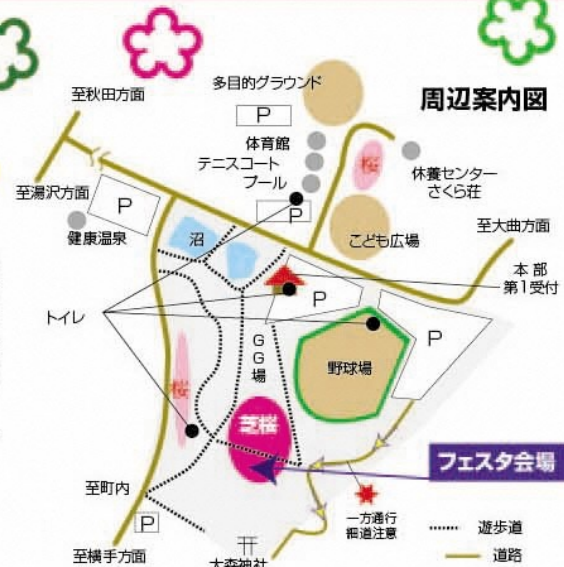 周辺案内図
至秋田方面
多目的グラウンド
P
体育館
テニスコート
プール
P
桜
休養センター
さくら荘
至湯沢方面
P
健康温泉
沼
こども広場
至大曲方面
本部
第1受付
トイレ
P
P
GG場
野球場
桜
芝桜
フェスタ会場
至町内
P
一方通行
細道注意
遊歩道
至横手方面
大森神社
道路